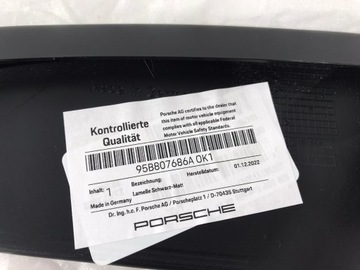 Kontrollierte
Qualität
Porsche AG certifies to the dealer that
this item of motor vehicle equipment
complies with all applicable Federal
Motor Vehicle Safety Standards.
95B807686A OK1
Inhalt:
1
Bezeichnung:
Lamelle Schwarz-Matt
Herstelldatum:
01.12.2022
Made in Germany
Dr. Ing. h.c. F. Porsche AG / Porscheplatz 1 / D-70435 Stuttgart
PORSCHE